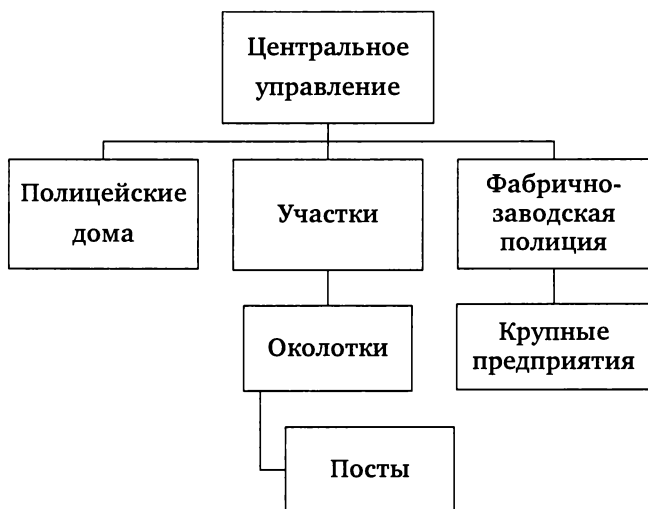 Центральное
управление
Полицейские
дома
Участки
Фабрично-
заводская
полиция
Околотки
Крупные
предприятия
Посты